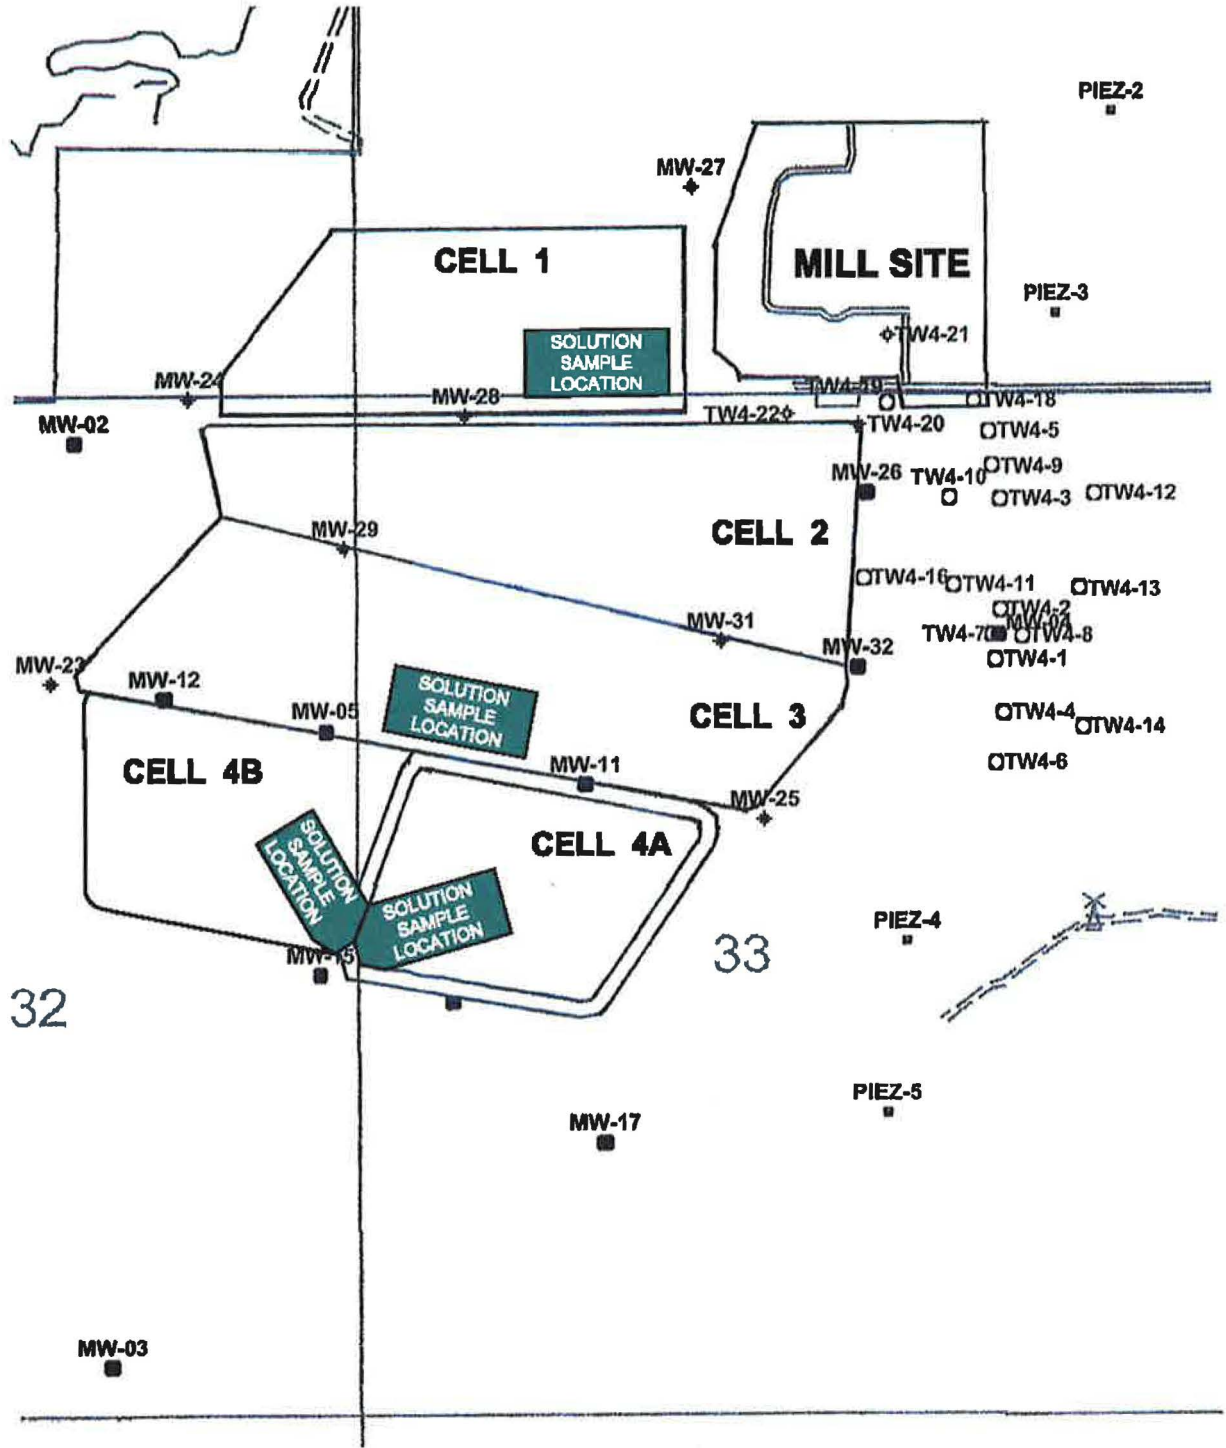 PIEZ-2
MW-27
CELL 1
MILL SITE
PIEZ-3
SOLUTION
SAMPLE
LOCATION
TW4-21
MW-24
MW-28
TW4-19
TW4-18
MW-02
TW4-22
TW4-20
TW4-5
MW-26
TW4-10
TW4-9
TW4-3
TW4-12
CELL 2
MW-29
TW4-16
TW4-11
TW4-13
TW4-2
MW-31
MW-04
TW4-7
TW4-8
MW-32
TW4-1
MW-23
MW-12
SOLUTION
SAMPLE
LOCATION
MW-05
CELL 3
TW4-4
TW4-14
CELL 4B
MW-11
TW4-6
MW-25
CELL 4A
SOLUTION
SAMPLE
LOCATION
SOLUTION
SAMPLE
LOCATION
PIEZ-4
33
MW-15
32
PIEZ-5
MW-17
MW-03